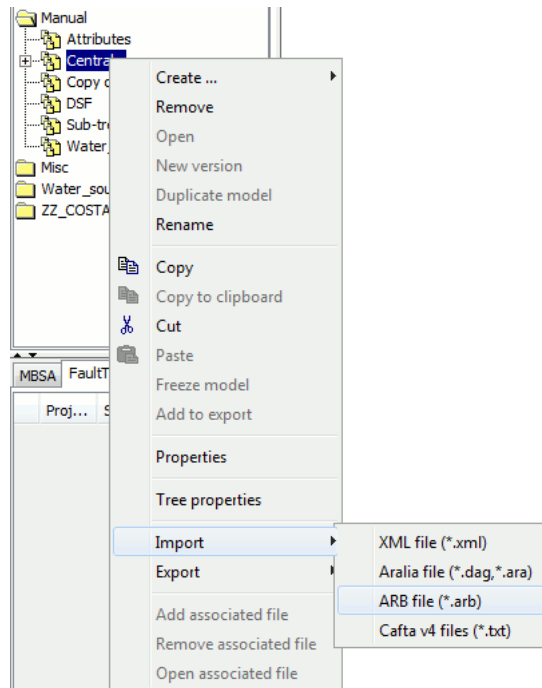 Manual
Attributes
Centra
Copy
DSF
Sub-tr
Water_
Misc
Water_sou
ZZ_COSTA
MBSA FaultT
Proj...
Create ...
Remove
Open
New version
Duplicate model
Rename
Copy
Copy to clipboard
Cut
Paste
Freeze model
Add to export
Properties
Tree properties
Import
Export
Add associated file
Remove associated file
Open associated file
XML file (*.xml)
Aralia file (*.dag,*.ara)
ARB file (*.arb)
Cafta v4 files (*.txt)